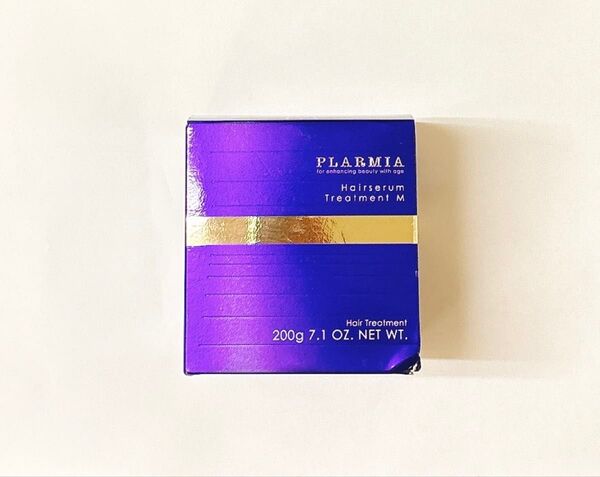 PLARMIA
for enhancing beauty with age
Hairserum
Treatment M
Hair Treatment
200g 7.1 OZ. NET WT.